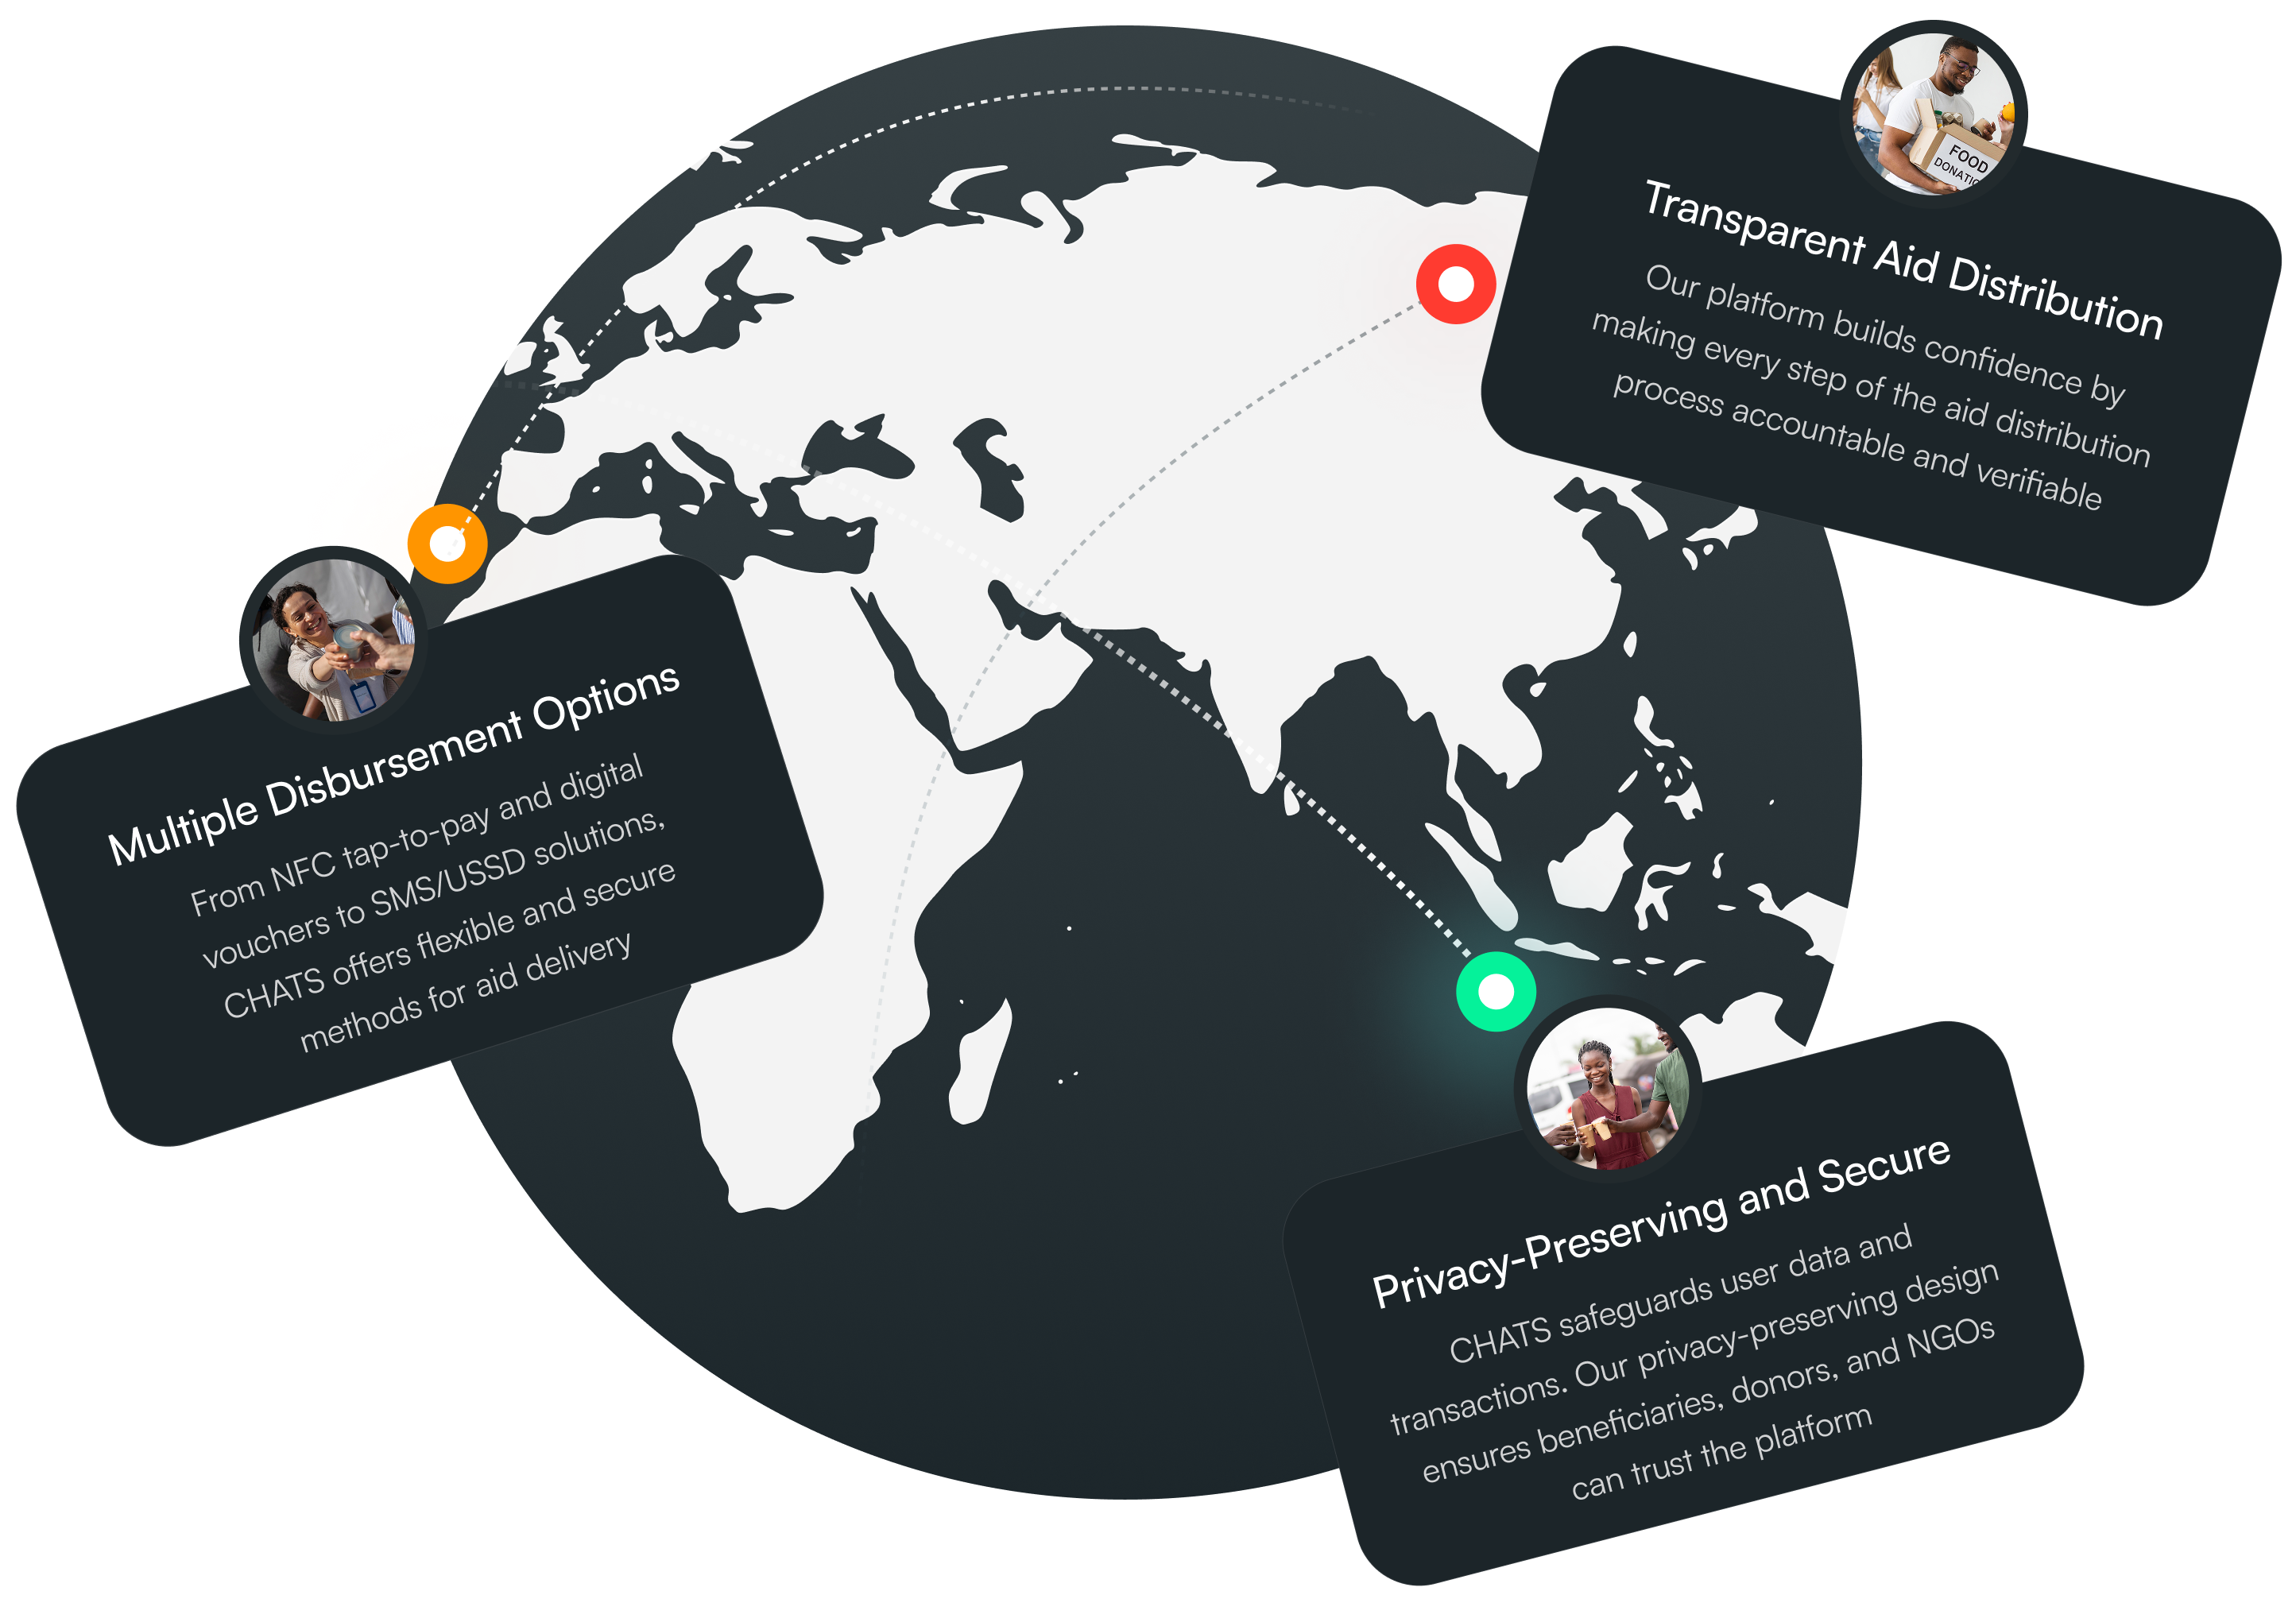 FOOD
Transparent Aid Distribution
Our platform builds confidence by
making every step of the aid distribution
process accountable and verifiable
Multiple Disbursement Options
From NFC tap-to-pay and digital
vouchers to SMS/USSD solutions,
CHATS offers flexible and secure
methods for aid delivery
Privacy-Preserving and Secure
CHATS safeguards user data and
transactions. Our privacy-preserving design
ensures beneficiaries, donors, and NGOs
can trust the platform